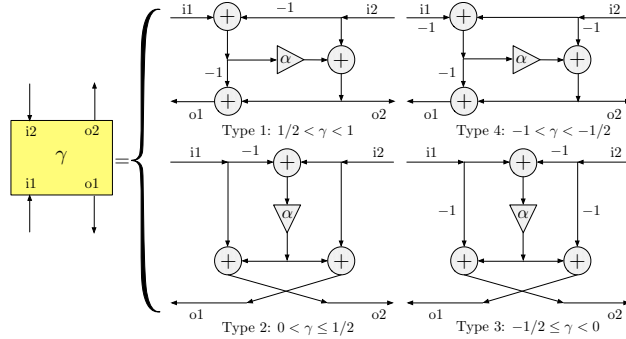 i1 −1 i2
−1 α
o1 o2
Type 1: 1/2 < γ < 1
i1 i2
−1 −1
−1 α
o1 o2
Type 4: −1 < γ < −1/2
i2 o2
γ
i1 o1
=
i1 −1 i2
α
o1 o2
Type 2: 0 < γ ≤ 1/2
i1 −1 i2
α
−1 −1
o1 o2
Type 3: −1/2 ≤ γ < 0